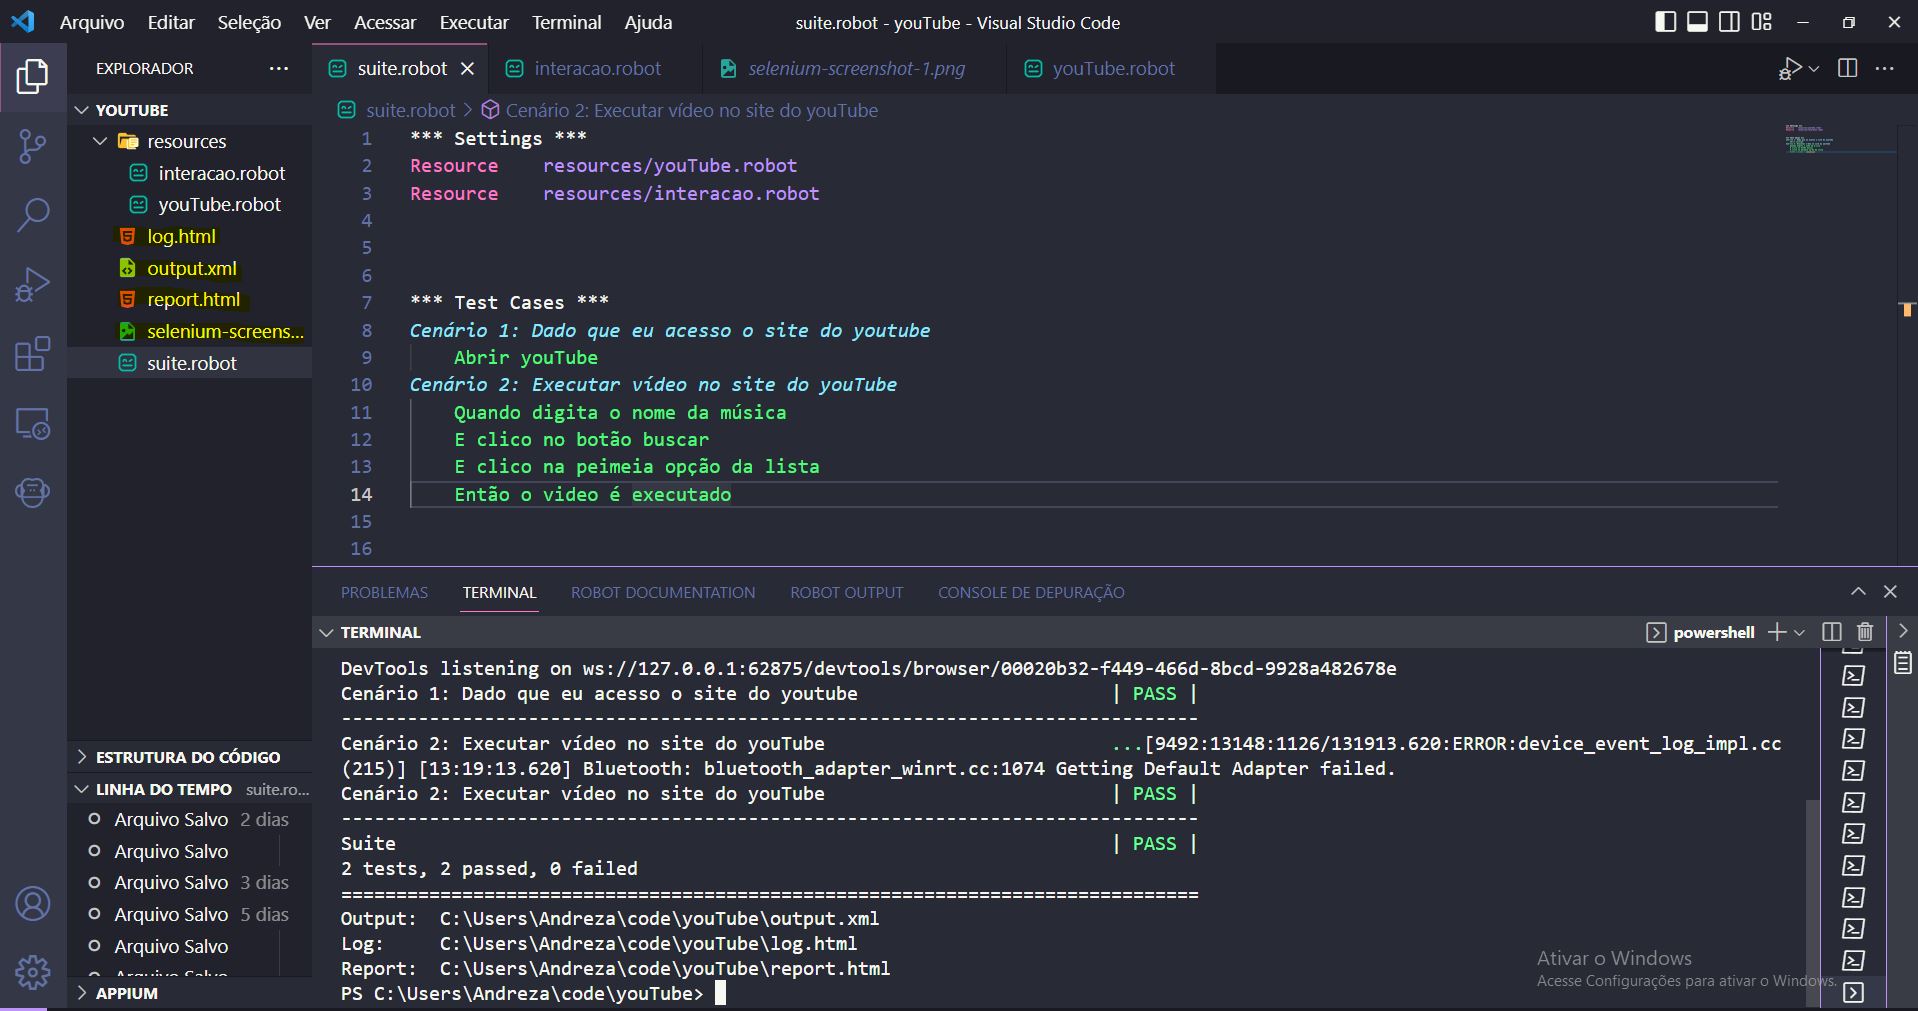 Arquivo Editar Seleção Ver Acessar Executar Terminal Ajuda
suite.robot - youTube - Visual Studio Code
EXPLORADOR
YOUTUBE
resources
interacao.robot
youTube.robot
log.html
output.xml
report.html
selenium-screens...
suite.robot
ESTRUTURA DO CÓDIGO
LINHA DO TEMPO suite.ro...
Arquivo Salvo 2 dias
Arquivo Salvo
Arquivo Salvo 3 dias
Arquivo Salvo 5 dias
Arquivo Salvo
Arquivo Salvo
APPIUM
suite.robot interacao.robot selenium-screenshot-1.png youTube.robot
suite.robot > Cenário 2: Executar vídeo no site do youTube
1 *** Settings ***
2 Resource resources/youTube.robot
3 Resource resources/interacao.robot
4
5
6
7 *** Test Cases ***
8 Cenário 1: Dado que eu acesso o site do youtube
9 Abrir youTube
10 Cenário 2: Executar vídeo no site do youTube
11 Quando digita o nome da música
12 E clico no botão buscar
13 E clico na peimeia opção da lista
14 Então o video é executado
15
16
PROBLEMAS TERMINAL ROBOT DOCUMENTATION ROBOT OUTPUT CONSOLE DE DEPURAÇÃO
TERMINAL
powershell
DevTools listening on ws://127.0.0.1:62875/devtools/browser/00020b32-f449-466d-8bcd-9928a482678e
Cenário 1: Dado que eu acesso o site do youtube | PASS |
------------------------------------------------------------------------------
Cenário 2: Executar vídeo no site do youTube ...[9492:13148:1126/131913.620:ERROR:device_event_log_impl.cc
(215)] [13:19:13.620] Bluetooth: bluetooth_adapter_winrt.cc:1074 Getting Default Adapter failed.
Cenário 2: Executar vídeo no site do youTube | PASS |
------------------------------------------------------------------------------
Suite | PASS |
2 tests, 2 passed, 0 failed
==============================================================================
Output: C:\Users\Andreza\code\youTube\output.xml
Log: C:\Users\Andreza\code\youTube\log.html
Report: C:\Users\Andreza\code\youTube\report.html
PS C:\Users\Andreza\code\youTube>
Ativar o Windows
Acesse Configurações para ativar o Windows.